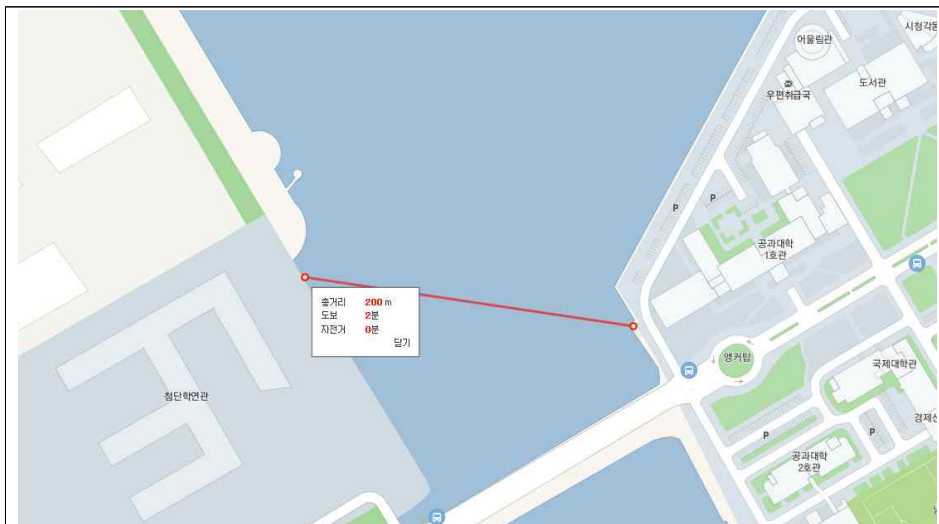 어울림관
시청각동
우편취급국
도서관
P
P
공과대학
1호관
총거리 200 m
도보 2분
자전거 0분
닫기
앵커탑
국제대학관
첨단학연관
경제신
P
P
공과대학
2호관